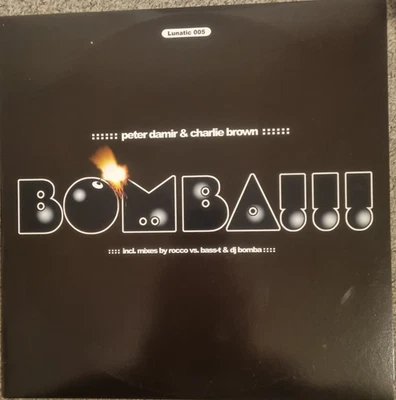 Lunatic 005
:::::: peter damir & charlie brown ::::::
BOMBA!!!
:::: incl. mixes by rocco vs. bass-t & dj bomba ::::